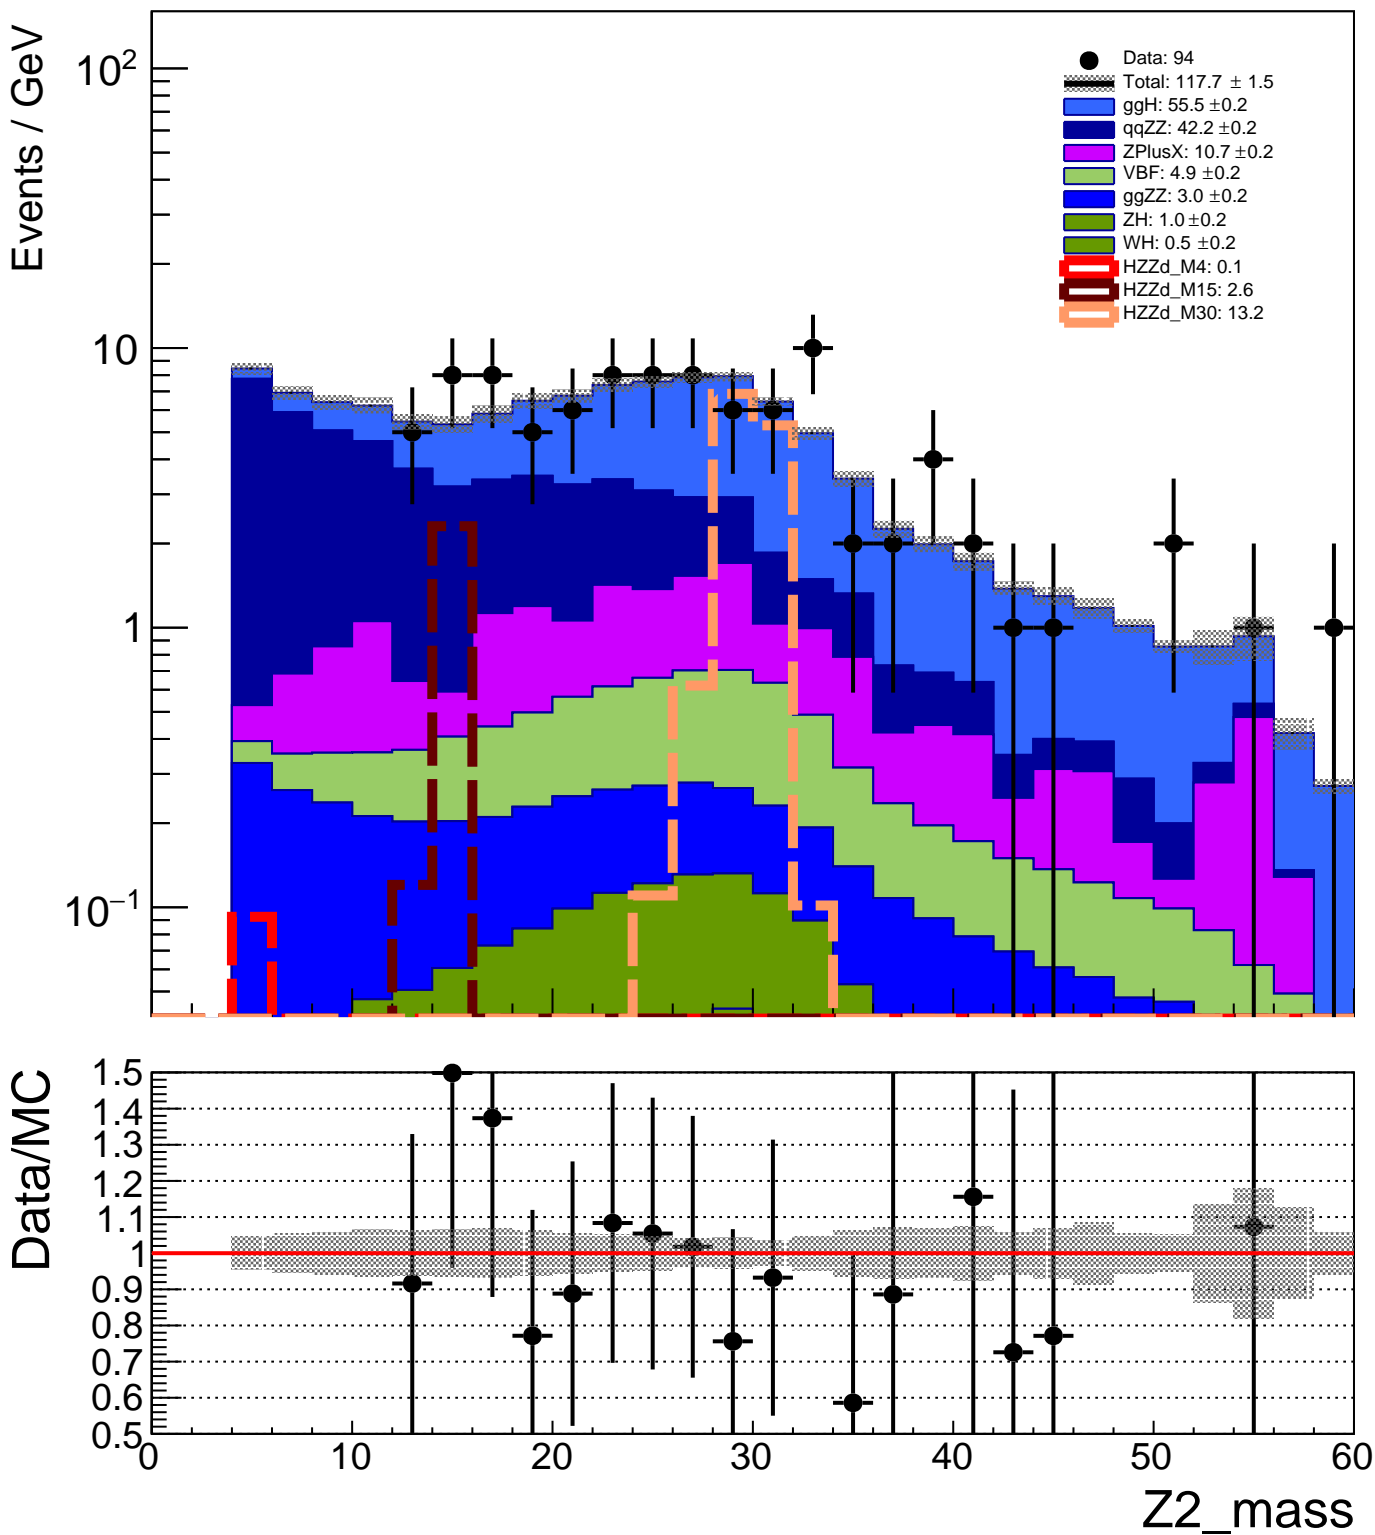 Events / GeV
10²
10
1
10⁻¹
Data: 94
Total: 117.7 ± 1.5
ggH: 55.5 ±0.2
qqZZ: 42.2 ±0.2
ZPlusX: 10.7 ±0.2
VBF: 4.9 ±0.2
ggZZ: 3.0 ±0.2
ZH: 1.0 ±0.2
WH: 0.5 ±0.2
HZZd_M4: 0.1
HZZd_M15: 2.6
HZZd_M30: 13.2
Data/MC
1.5
1.4
1.3
1.2
1.1
1
0.9
0.8
0.7
0.6
0.5
0 10 20 30 40 50 60
Z2_mass